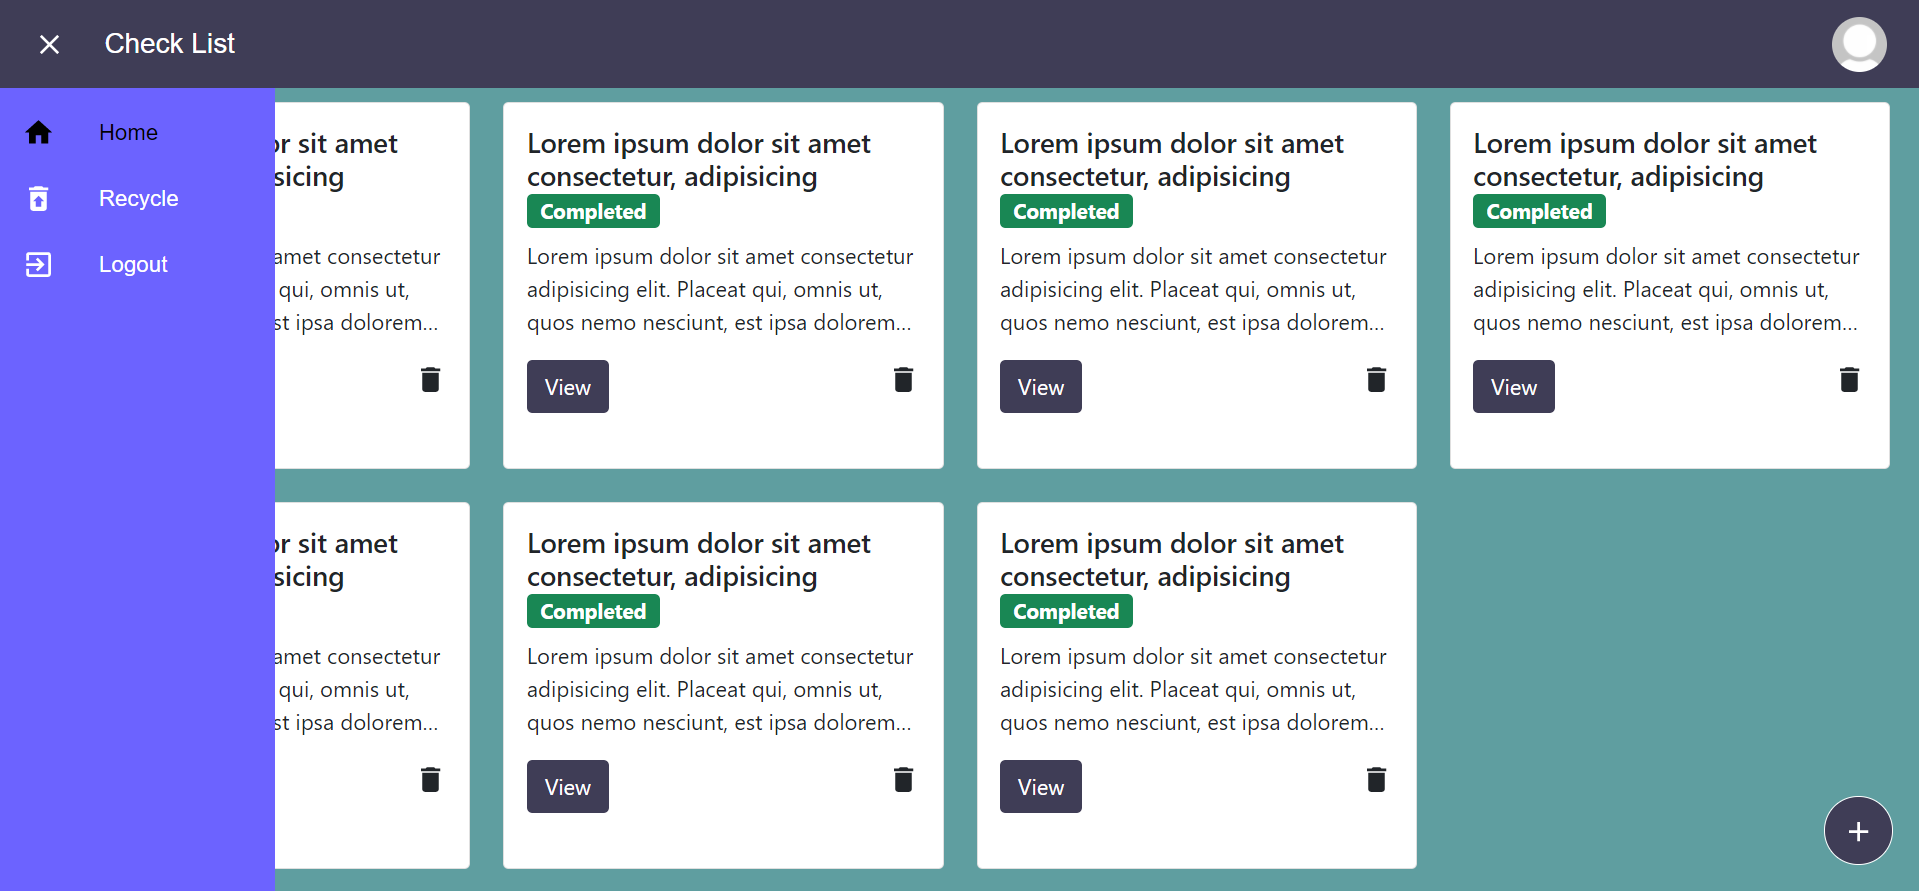 Check List
Home
Recycle
Logout
sit amet
amet consectetur
qui, omnis ut,
ipsa dolorem...
Lorem ipsum dolor sit amet
consectetur, adipisicing
Completed
Lorem ipsum dolor sit amet consectetur
adipisicing elit. Placeat qui, omnis ut,
quos nemo nesciunt, est ipsa dolorem...
View
Lorem ipsum dolor sit amet
consectetur, adipisicing
Completed
Lorem ipsum dolor sit amet consectetur
adipisicing elit. Placeat qui, omnis ut,
quos nemo nesciunt, est ipsa dolorem...
View
Lorem ipsum dolor sit amet
consectetur, adipisicing
Completed
Lorem ipsum dolor sit amet consectetur
adipisicing elit. Placeat qui, omnis ut,
quos nemo nesciunt, est ipsa dolorem...
View
sit amet
amet consectetur
qui, omnis ut,
ipsa dolorem...
Lorem ipsum dolor sit amet
consectetur, adipisicing
Completed
Lorem ipsum dolor sit amet consectetur
adipisicing elit. Placeat qui, omnis ut,
quos nemo nesciunt, est ipsa dolorem...
View
Lorem ipsum dolor sit amet
consectetur, adipisicing
Completed
Lorem ipsum dolor sit amet consectetur
adipisicing elit. Placeat qui, omnis ut,
quos nemo nesciunt, est ipsa dolorem...
View